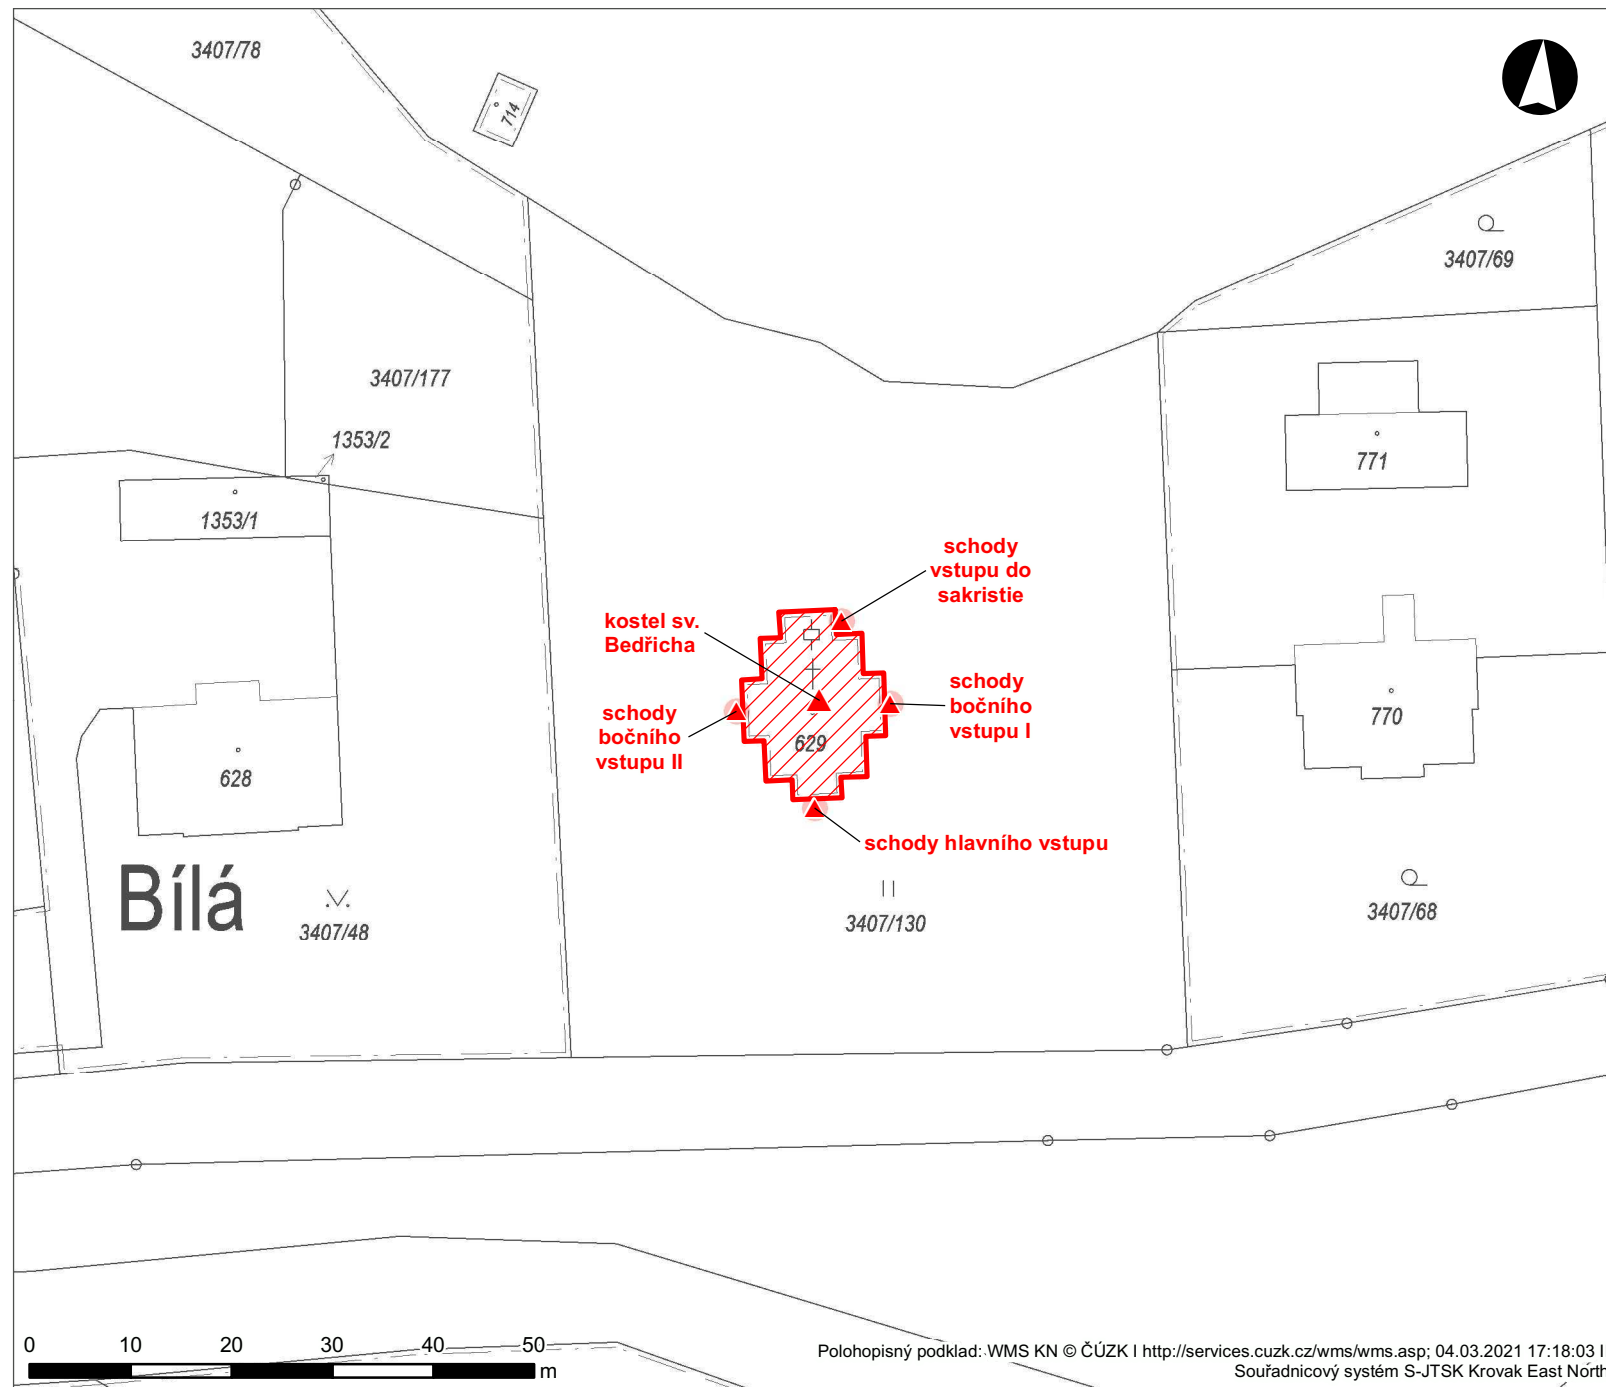 3407/78
714
3407/69
3407/177
1353/2
771
1353/1
schody
vstupu do
sakristie
kostel sv.
Bedřicha
schody
bočního
vstupu I
schody
bočního
vstupu II
629
770
628
schody hlavního vstupu
Bílá
3407/48
3407/130
3407/68
0 10 20 30 40 50
m
Polohopisný podklad: WMS KN © ČÚZK I http://services.cuzk.cz/wms/wms.asp; 04.03.2021 17:18:03 I
Souřadnicový systém S-JTSK Krovak East North